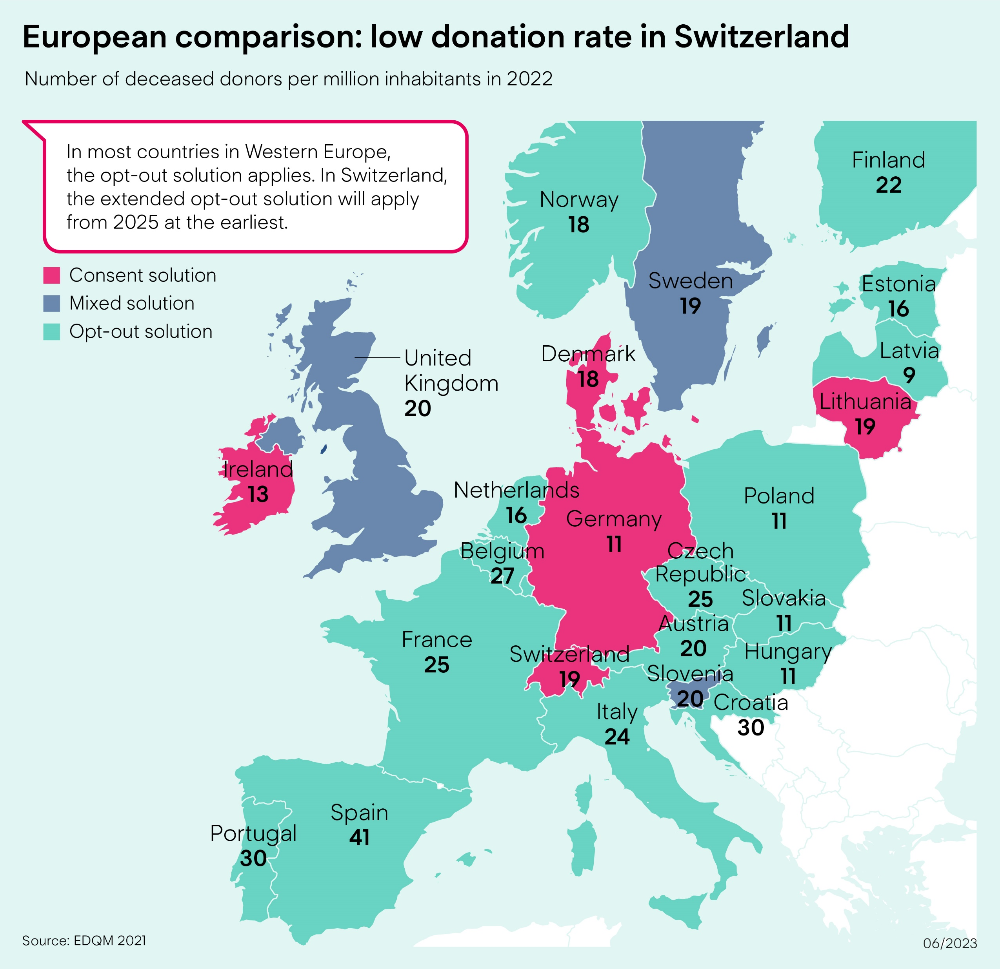 European comparison: low donation rate in Switzerland
Number of deceased donors per million inhabitants in 2022
In most countries in Western Europe,
the opt-out solution applies. In Switzerland,
the extended opt-out solution will apply
from 2025 at the earliest.
Consent solution
Mixed solution
Opt-out solution
Finland
22
Norway
18
Sweden
19
Estonia
16
Latvia
9
Lithuania
19
Denmark
18
United
Kingdom
20
Ireland
13
Netherlands
16
Germany
11
Poland
11
Belgium
27
Czech
Republic
25
Slovakia
11
Austria
20
Hungary
11
France
25
Switzerland
19
Slovenia
20
Croatia
30
Italy
24
Spain
41
Portugal
30
Source: EDQM 2021
06/2023